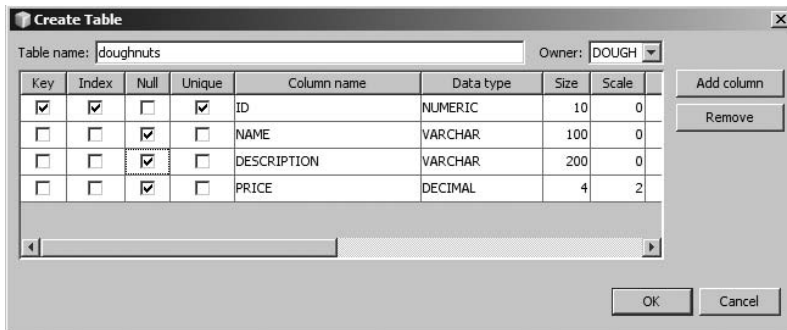 Create Table
Table name: doughnuts Owner: DOUGH
Key Index Null Unique Column name Data type Size Scale Add column
ID NUMERIC 10 0 Remove
NAME VARCHAR 100 0
DESCRIPTION VARCHAR 200 0
PRICE DECIMAL 4 2
OK Cancel